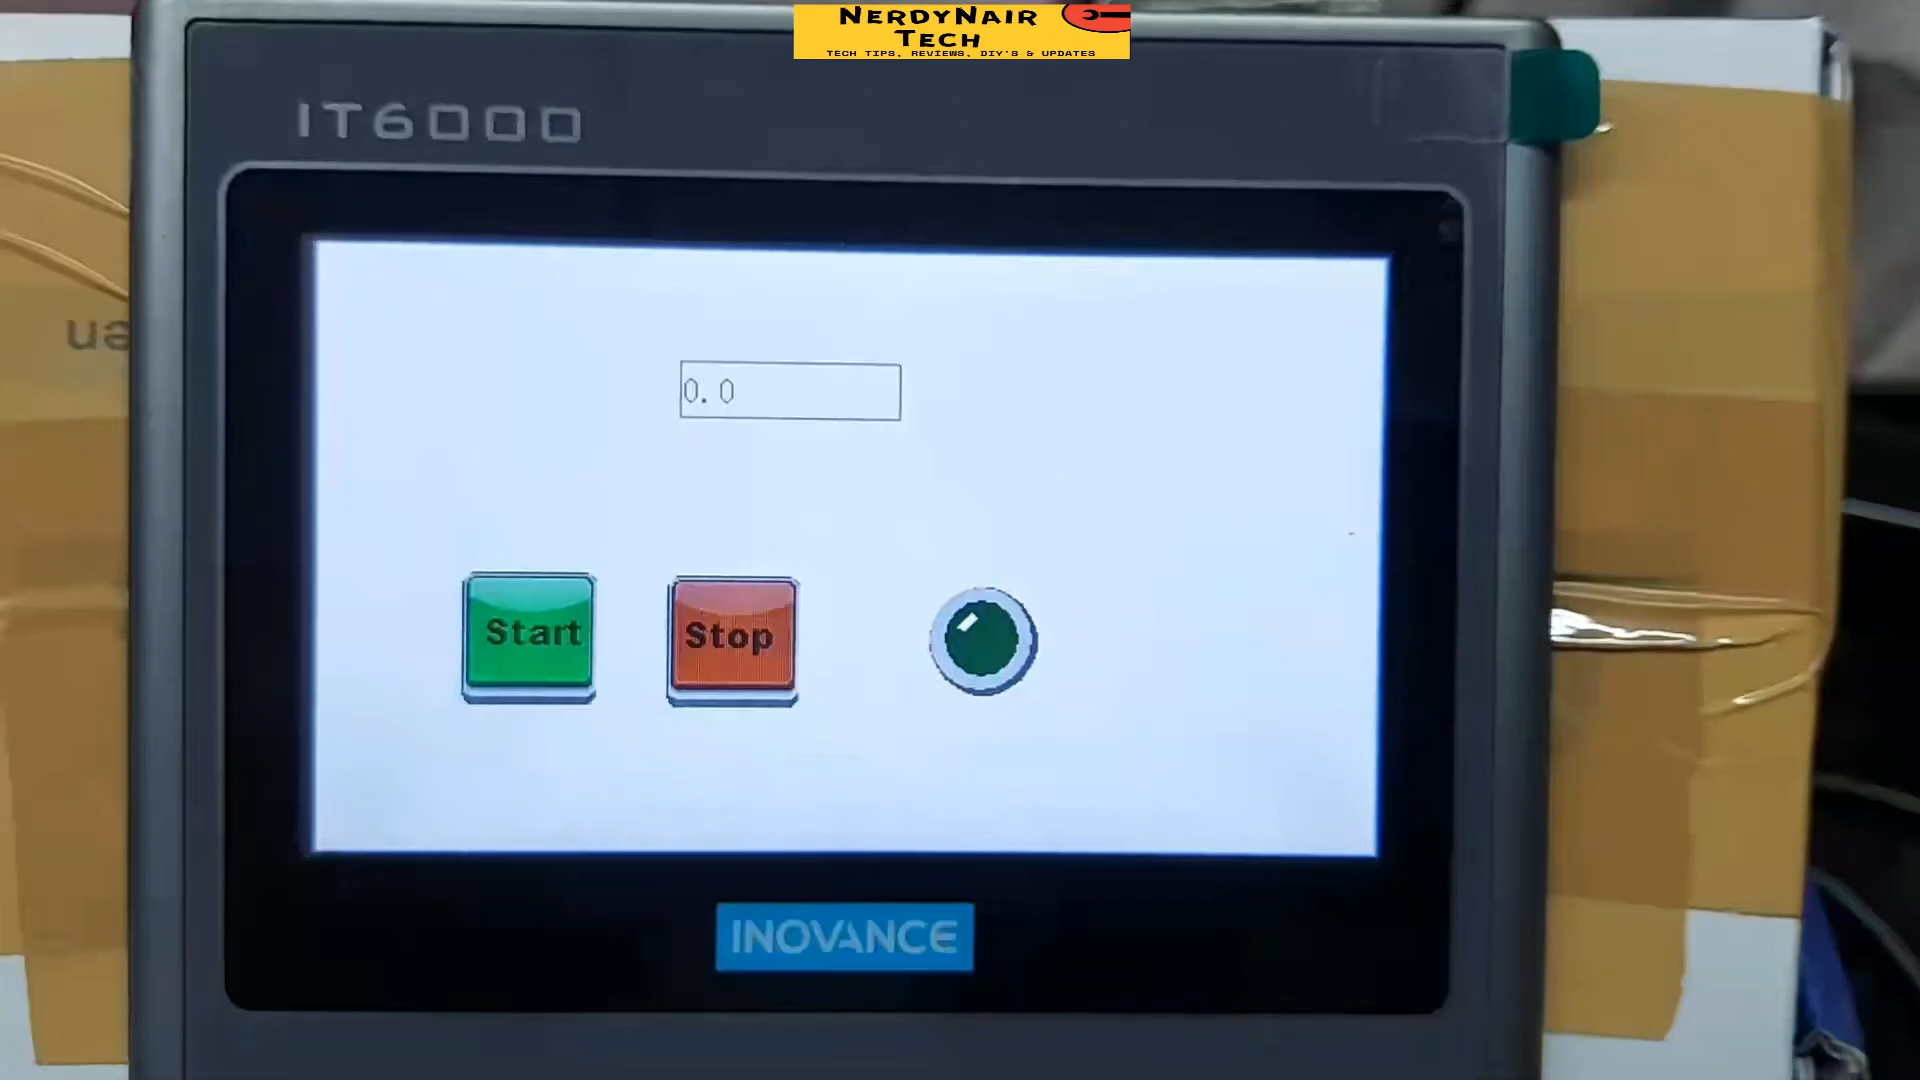 NERDYNAIR
TECH
TECH TIPS, REVIEWS, DIY'S & UPDATES
IT6000
0.0
Start
Stop
INOVANCE